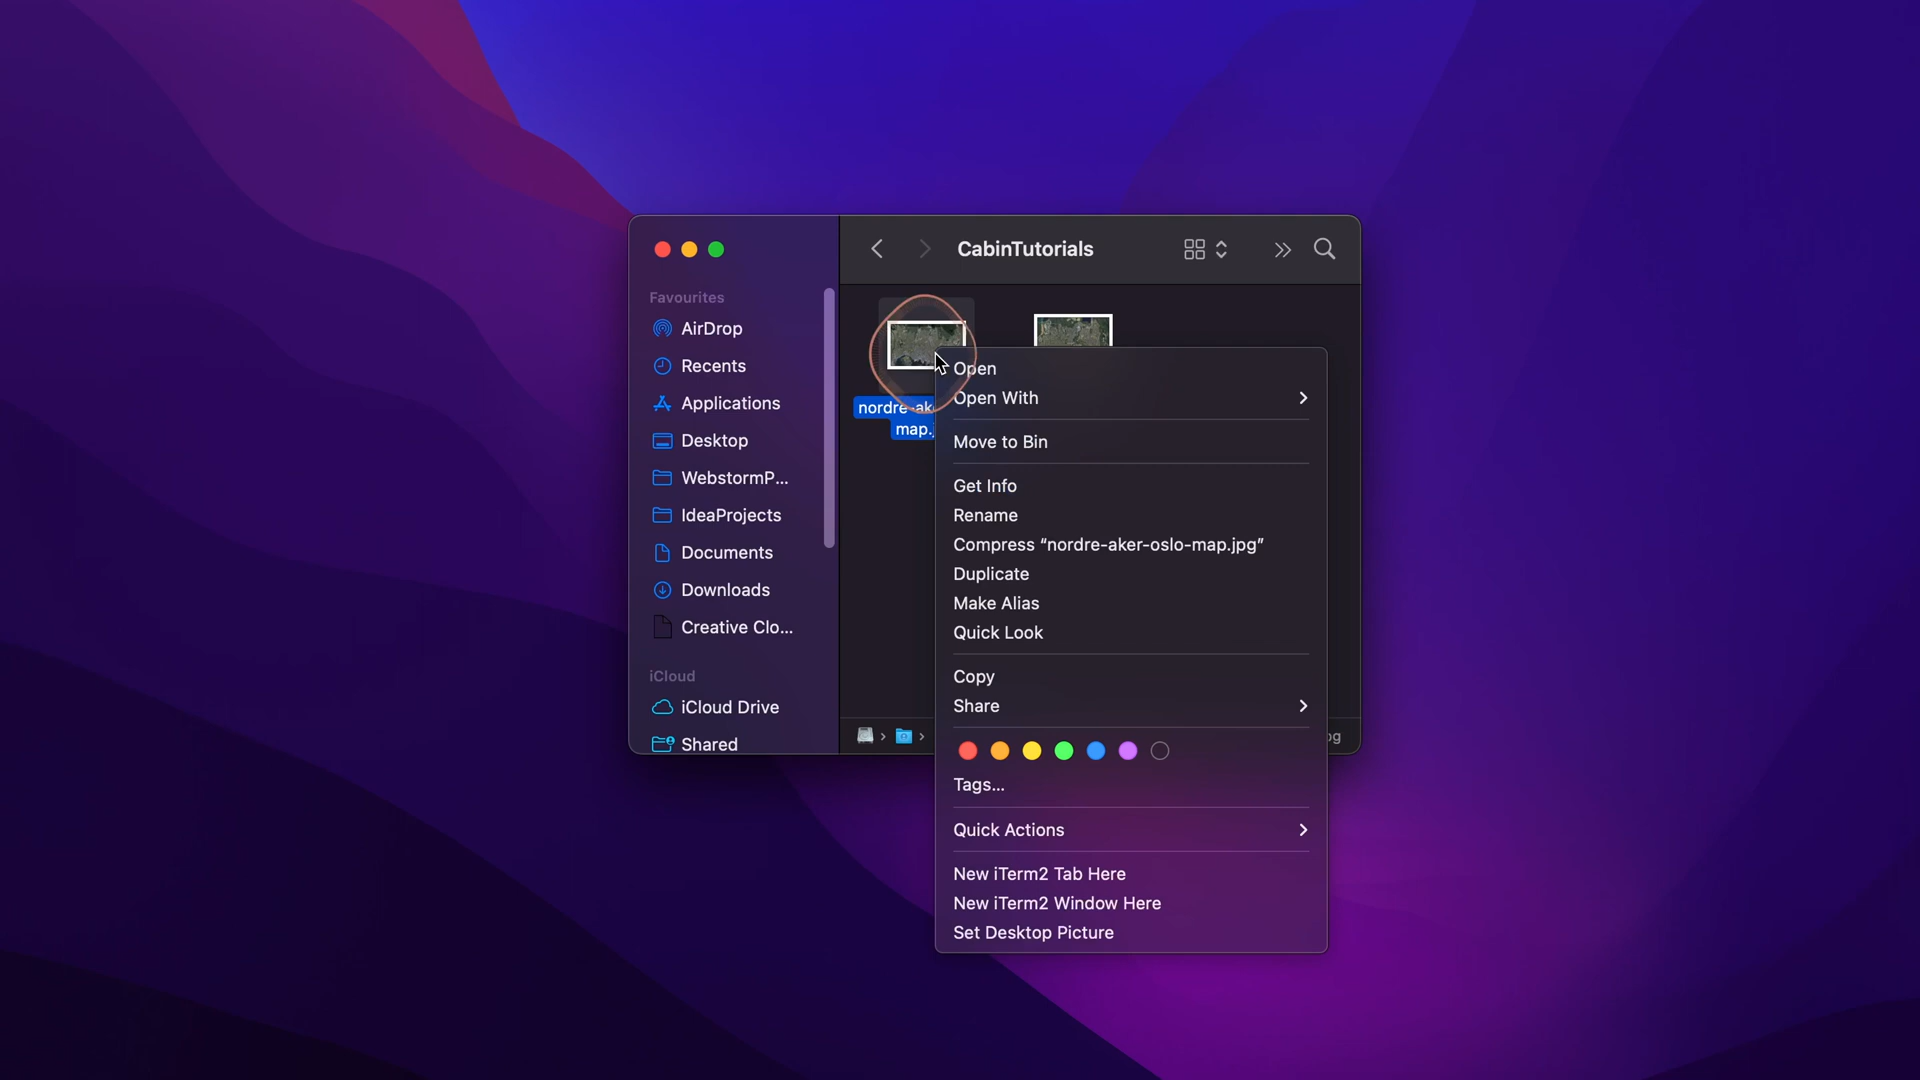 CabinTutorials
Favourites
AirDrop
Recents
Applications
Desktop
WebstormP...
IdeaProjects
Documents
Downloads
Creative Clo...
iCloud
iCloud Drive
Shared
map.
Open
Open With
Move to Bin
Get Info
Rename
Compress “nordre-aker-oslo-map.jpg”
Duplicate
Make Alias
Quick Look
Copy
Share
Tags...
Quick Actions
New iTerm2 Tab Here
New iTerm2 Window Here
Set Desktop Picture